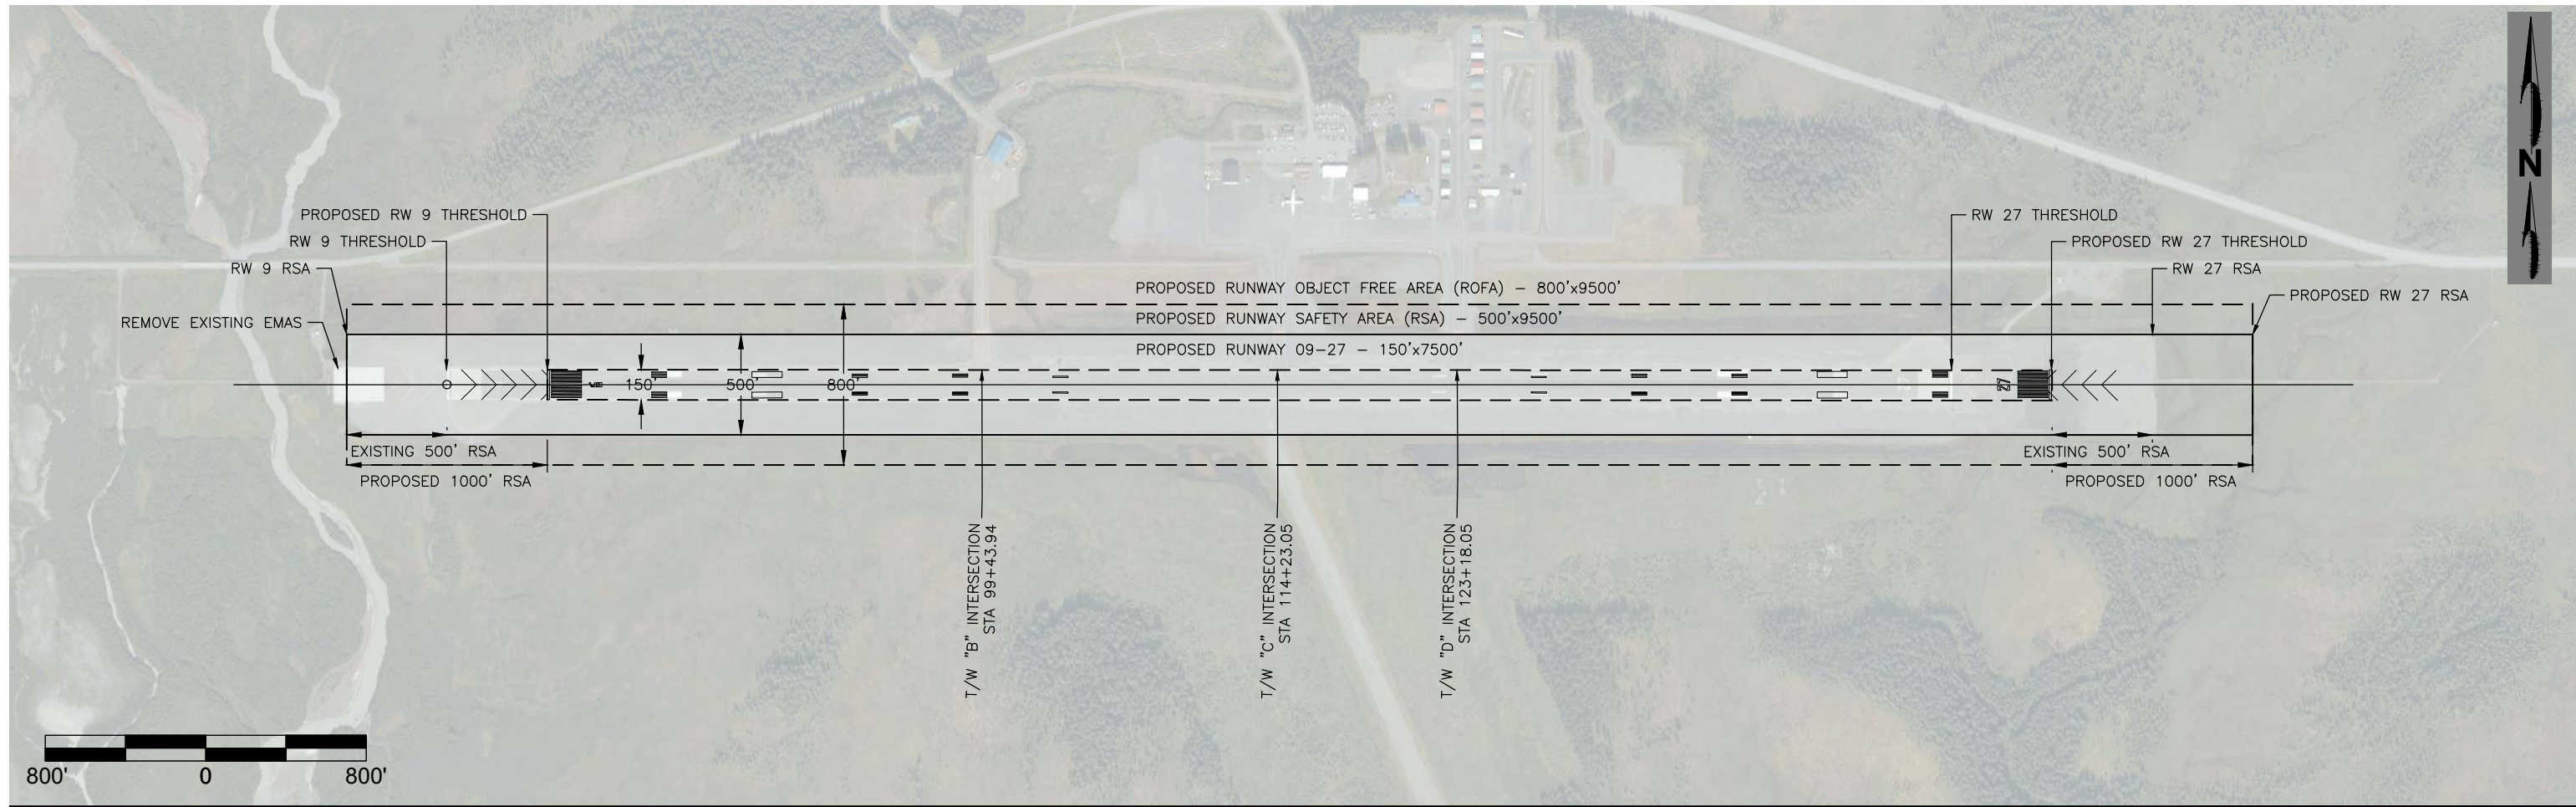 N
PROPOSED RW 9 THRESHOLD
RW 9 THRESHOLD
RW 9 RSA
REMOVE EXISTING EMAS
RW 27 THRESHOLD
PROPOSED RW 27 THRESHOLD
RW 27 RSA
PROPOSED RW 27 RSA
PROPOSED RUNWAY OBJECT FREE AREA (ROFA) – 800'x9500'
PROPOSED RUNWAY SAFETY AREA (RSA) – 500'x9500'
PROPOSED RUNWAY 09–27 – 150'x7500'
150'
500'
800'
27
27
EXISTING 500' RSA
PROPOSED 1000' RSA
EXISTING 500' RSA
PROPOSED 1000' RSA
T/W "B" INTERSECTION
STA 99+43.94
T/W "C" INTERSECTION
STA 114+23.05
T/W "D" INTERSECTION
STA 123+18.05
800' 0 800'